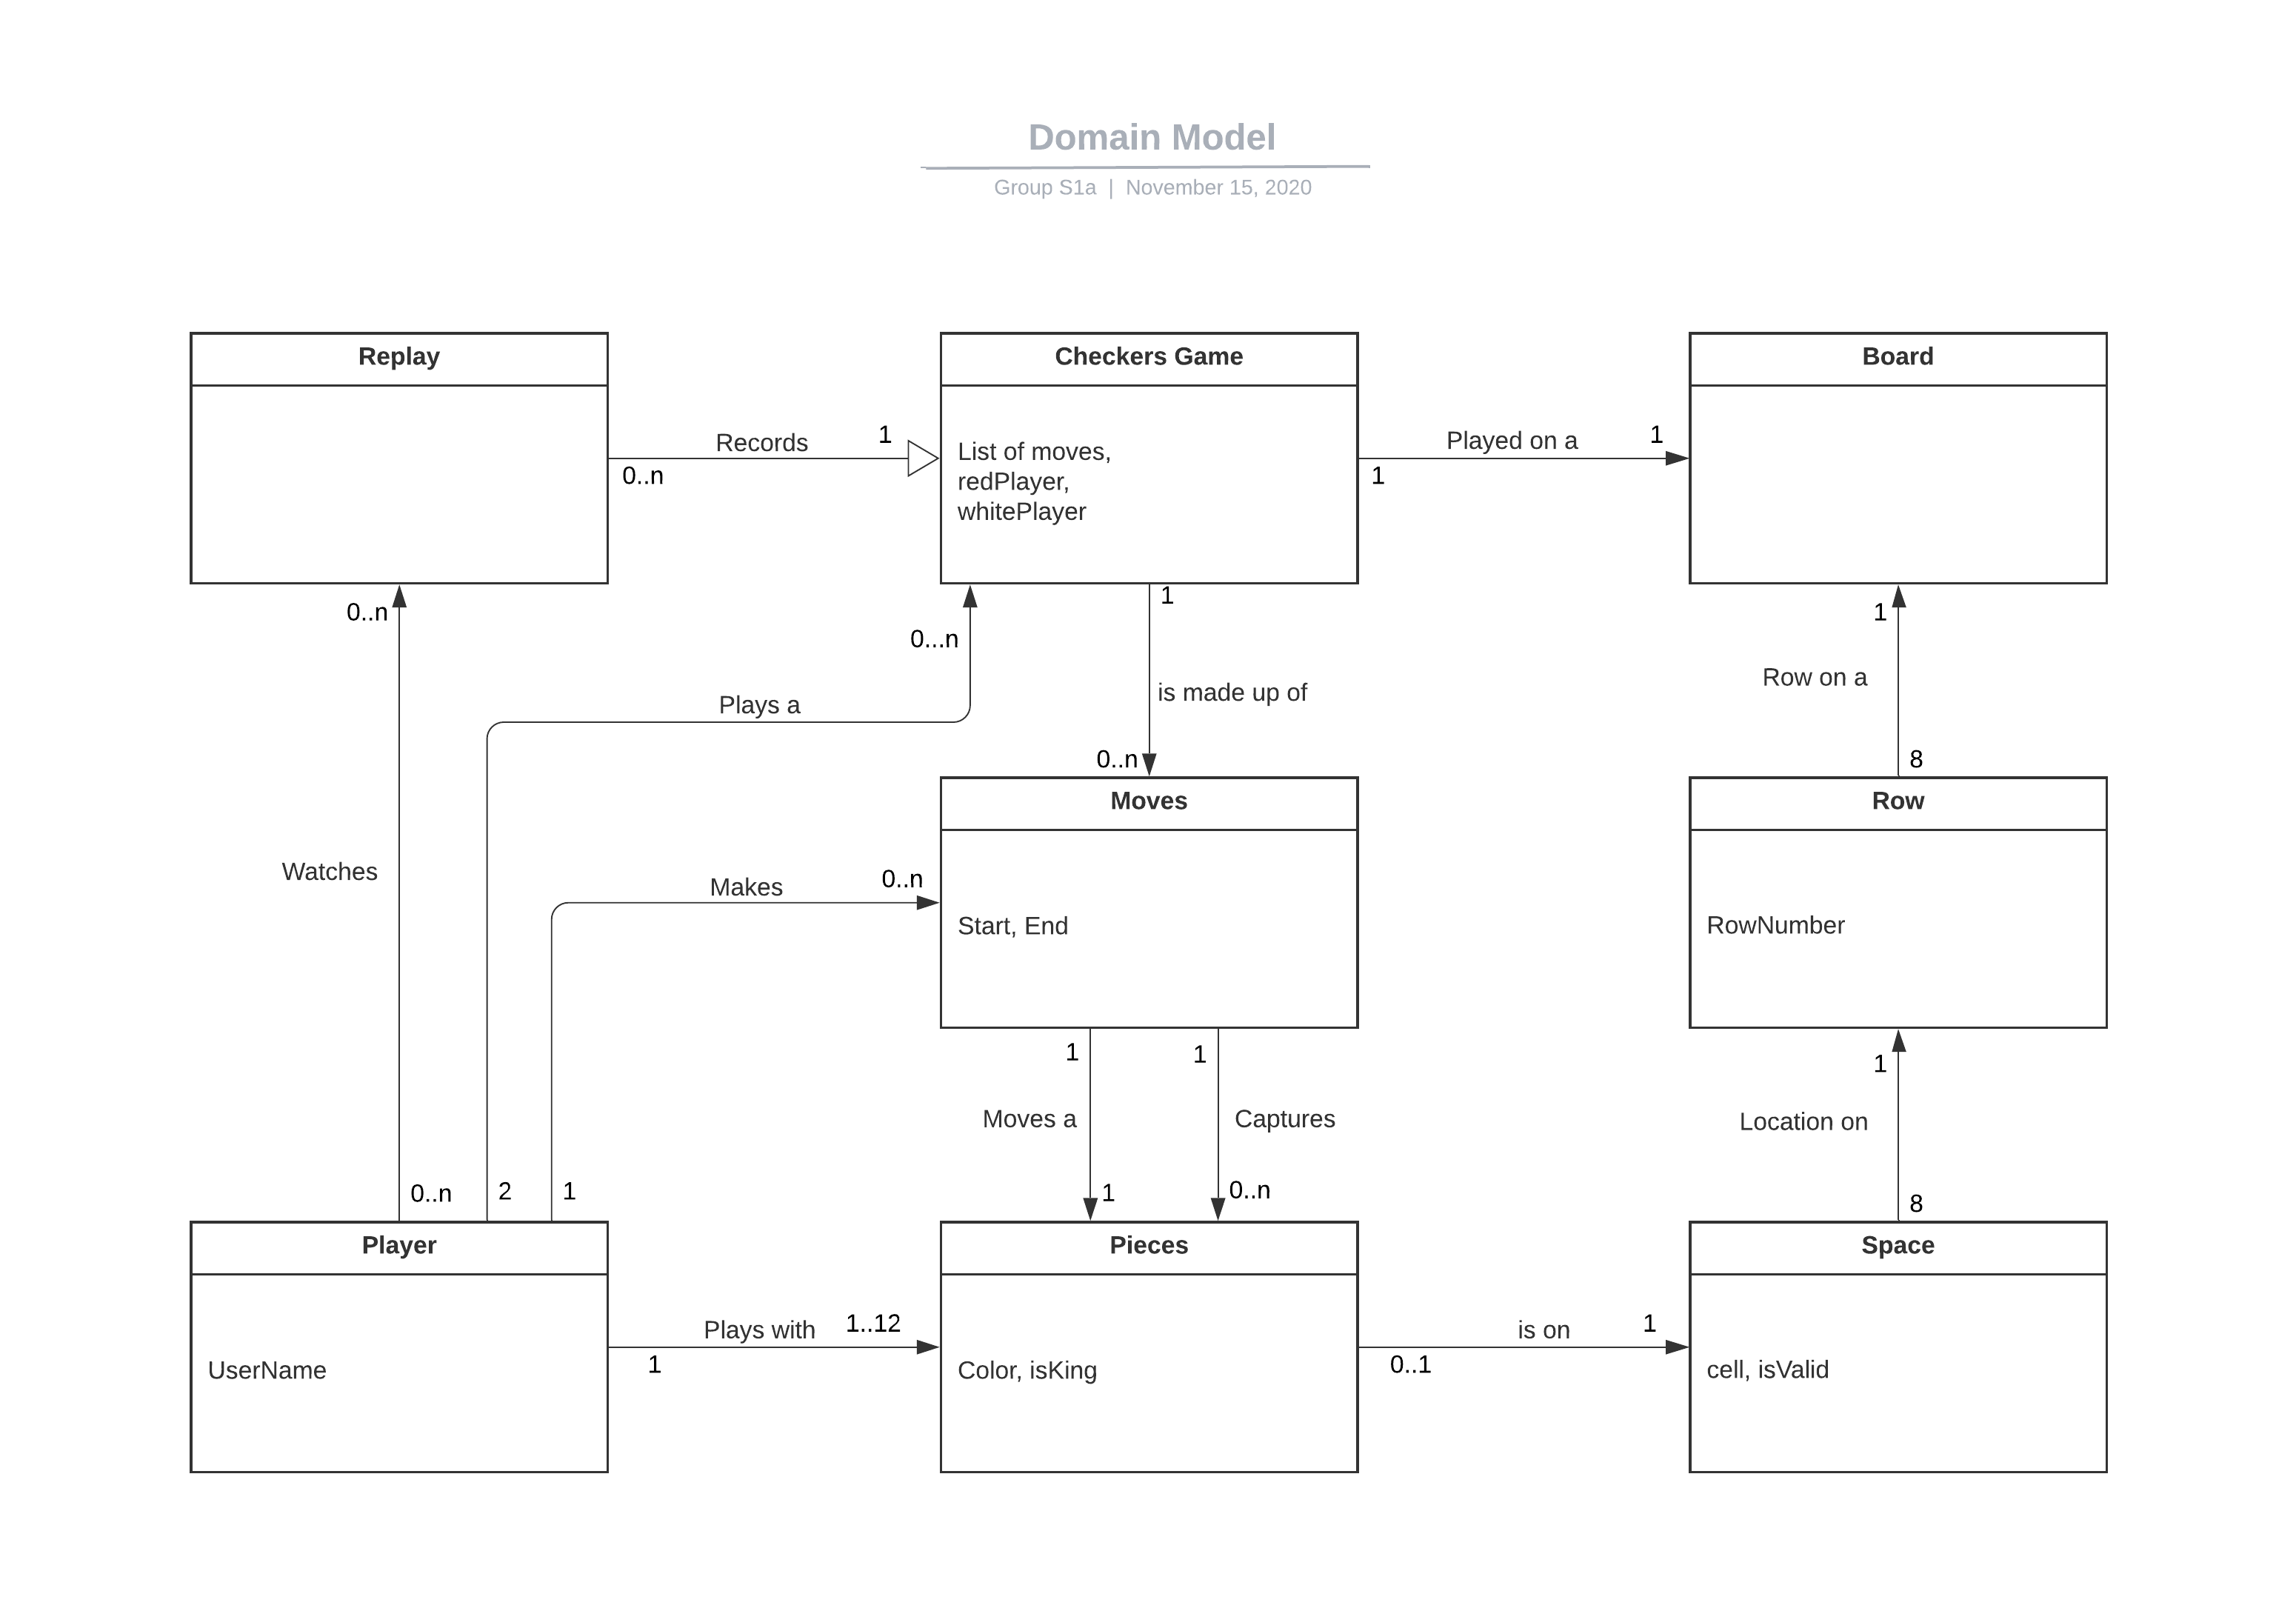 Domain Model
Group S1a | November 15, 2020
Replay
Checkers Game
Board
Records
1
0..n
List of moves,
redPlayer,
whitePlayer
Played on a
1
1
0..n
0...n
1
1
Plays a
is made up of
Row on a
0..n
8
Moves
Row
Watches
Makes
0..n
Start, End
RowNumber
1
1
1
Moves a
Captures
Location on
0..n
2
1
1
0..n
8
Player
Pieces
Space
Plays with
1..12
1
is on
1
0..1
UserName
Color, isKing
cell, isValid